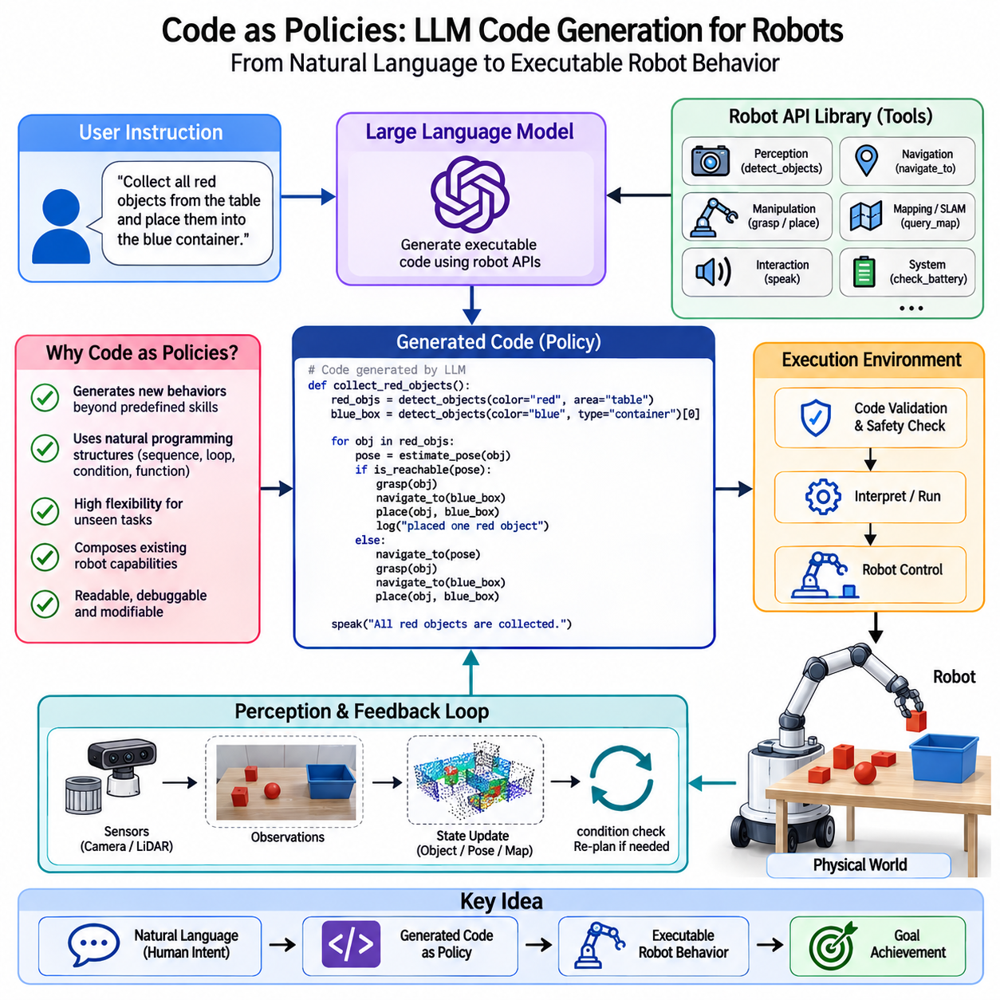 Code as Policies: LLM Code Generation for Robots
From Natural Language to Executable Robot Behavior
User Instruction
"Collect all red
objects from the table
and place them into
the blue container."
Large Language Model
Generate executable
code using robot APIs
Robot API Library (Tools)
Perception
(detect_objects)
Navigation
(navigate_to)
Manipulation
(grasp / place)
Mapping / SLAM
(query_map)
Interaction
(speak)
System
(check_battery)
...
Why Code as Policies?
Generates new behaviors
beyond predefined skills
Uses natural programming
structures (sequence, loop,
condition, function)
High flexibility for
unseen tasks
Composes existing
robot capabilities
Readable, debuggable
and modifiable
Generated Code (Policy)
# Code generated by LLM
def collect_red_objects():
    red_objs = detect_objects(color="red", area="table")
    blue_box = detect_objects(color="blue", type="container")[0]
    for obj in red_objs:
        pose = estimate_pose(obj)
        if is_reachable(pose):
            grasp(obj)
            navigate_to(blue_box)
            place(obj, blue_box)
            log("placed one red object")
        else:
            navigate_to(pose)
            grasp(obj)
            navigate_to(blue_box)
            place(obj, blue_box)
    speak("All red objects are collected.")
Execution Environment
Code Validation
& Safety Check
Interpret / Run
Robot Control
Robot
Physical World
Perception & Feedback Loop
Sensors
(Camera / LiDAR)
Observations
State Update
(Object / Pose / Map)
condition check
Re-plan if needed
Key Idea
Natural Language
(Human Intent)
</>
Generated Code
as Policy
Executable
Robot Behavior
Goal
Achievement